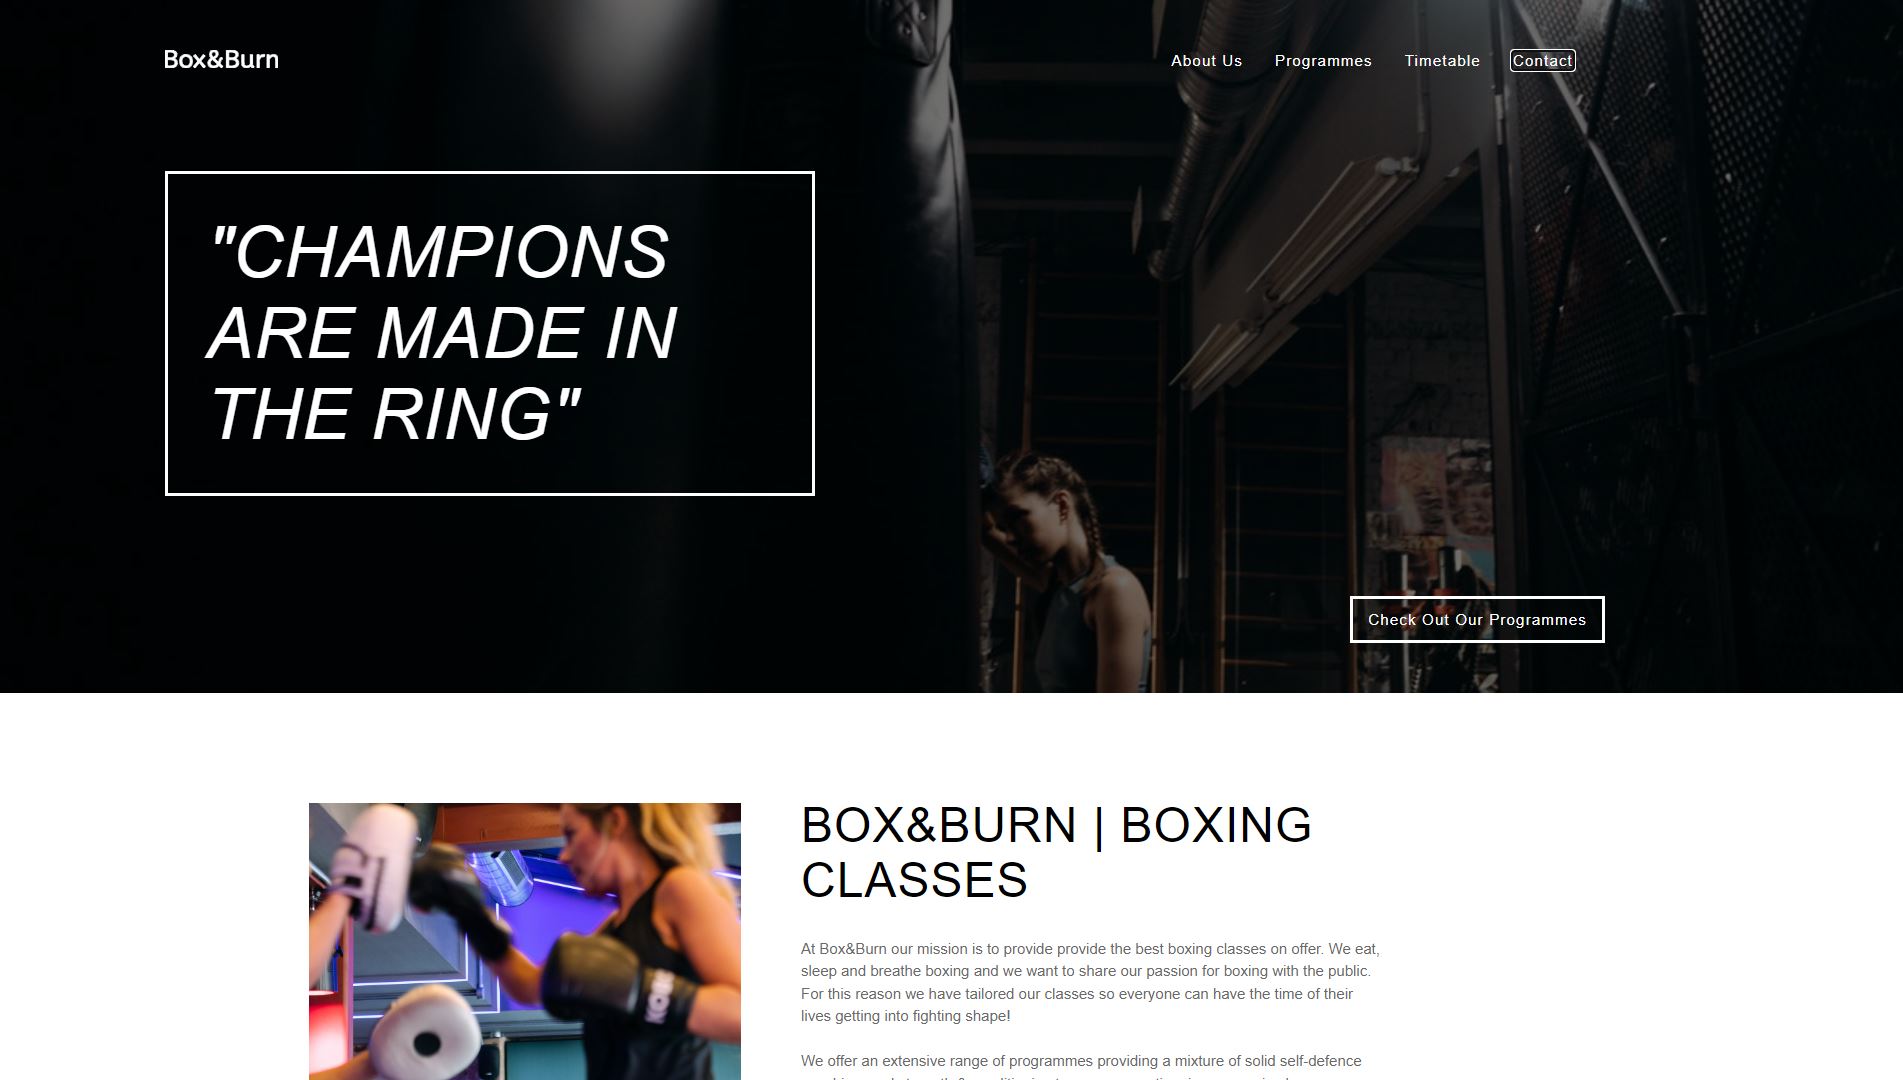 Box&Burn
About Us Programmes Timetable Contact
"CHAMPIONS
ARE MADE IN
THE RING"
Check Out Our Programmes
BOX&BURN | BOXING
CLASSES
At Box&Burn our mission is to provide provide the best boxing classes on offer. We eat,
sleep and breathe boxing and we want to share our passion for boxing with the public.
For this reason we have tailored our classes so everyone can have the time of their
lives getting into fighting shape!
We offer an extensive range of programmes providing a mixture of solid self-defence